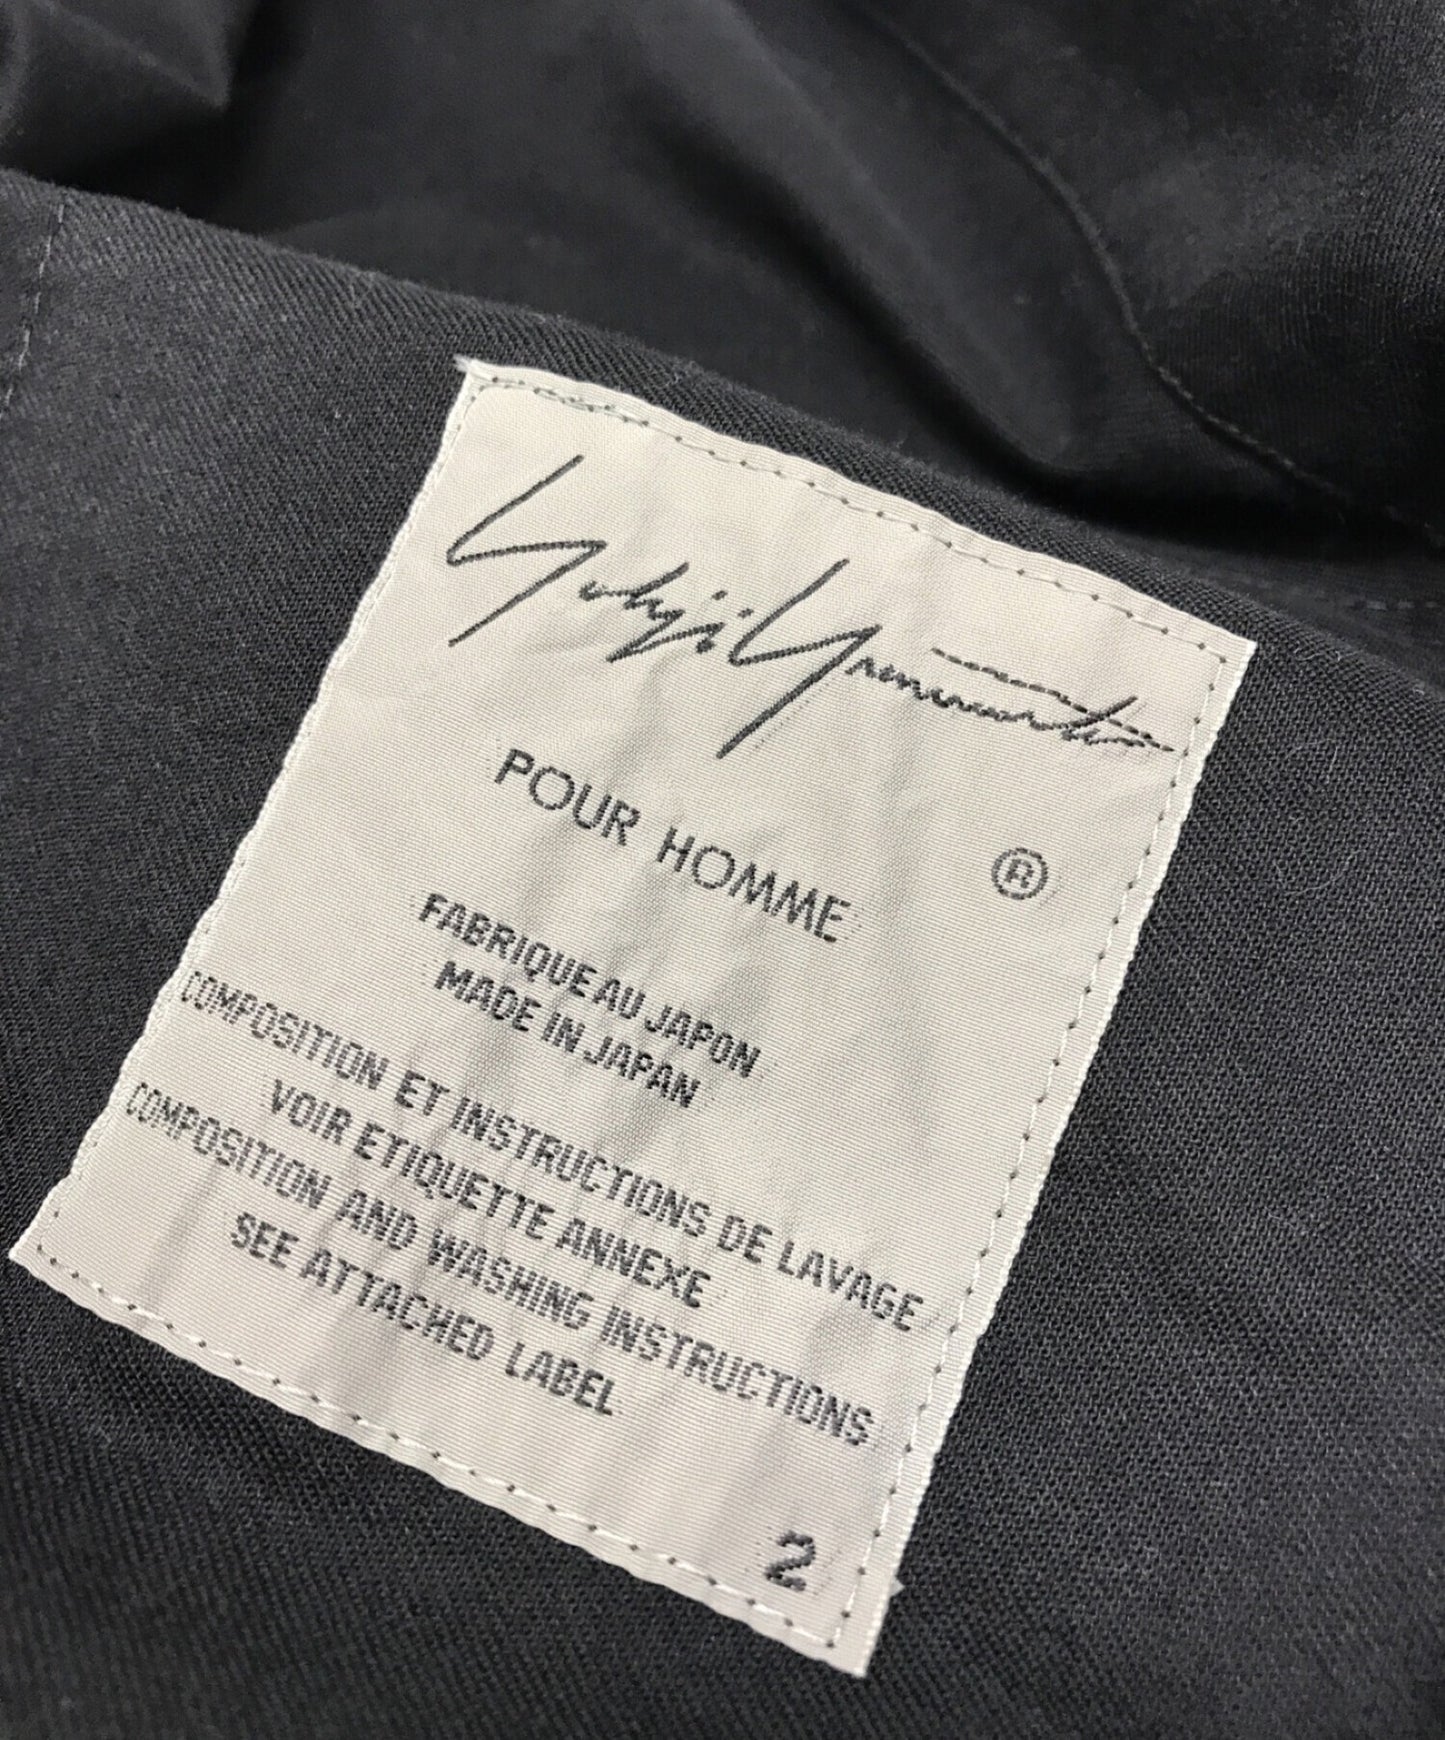 Yohji Yamamoto
POUR HOMME
®
FABRIQUE AU JAPON
MADE IN JAPAN
COMPOSITION ET INSTRUCTIONS DE LAVAGE
VOIR ETIQUETTE ANNEXE
COMPOSITION AND WASHING INSTRUCTIONS
SEE ATTACHED LABEL
2